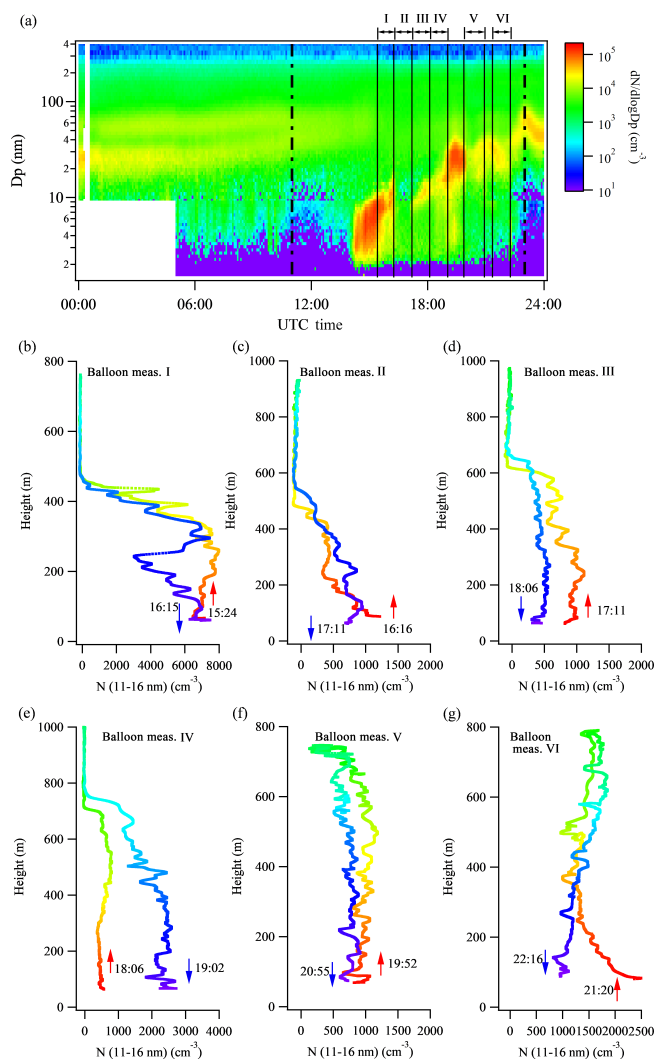 (a)
I II III IV V VI
Dp (nm)
4
2
100
6
4
2
10
6
4
2
00:00 06:00 12:00 18:00 24:00
UTC time
10^5
10^4
10^3
10^2
10^1
dN/dlogDp (cm^-3)
(b)
Balloon meas. I
Height (m)
800
600
400
200
0
16:15
15:24
0 2000 4000 6000 8000
N (11-16 nm) (cm^-3)
(c)
Balloon meas. II
Height (m)
1000
800
600
400
200
0
17:11
16:16
0 500 1000 1500 2000
N (11-16 nm) (cm^-3)
(d)
Balloon meas. III
Height (m)
1000
800
600
400
200
0
18:06
17:11
0 500 1000 1500 2000
N (11-16 nm) (cm^-3)
(e)
Balloon meas. IV
Height (m)
1000
800
600
400
200
0
18:06
19:02
0 1000 2000 3000 4000
N (11-16 nm) (cm^-3)
(f)
Balloon meas. V
Height (m)
800
600
400
200
0
20:55
19:52
0 500 1000 1500 2000
N (11-16 nm) (cm^-3)
(g)
Balloon
meas. VI
Height (m)
800
600
400
200
0
22:16
21:20
0 500 1000 1500 2000 2500
N (11-16 nm) (cm^-3)